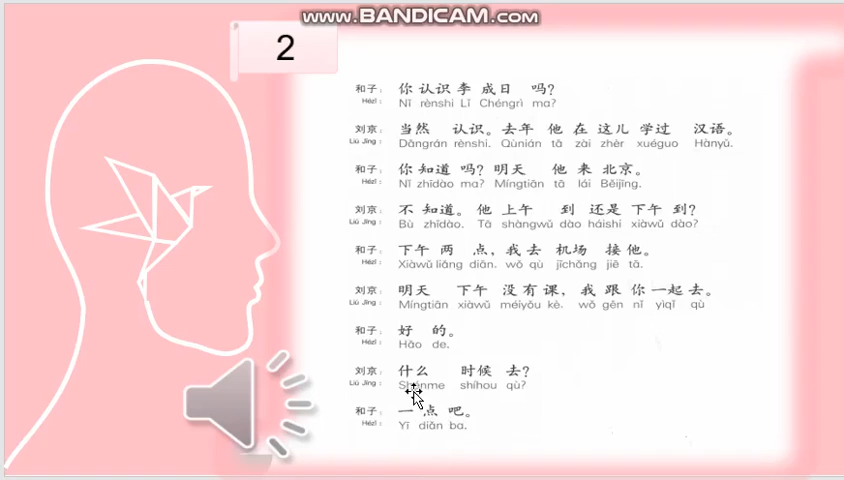 www.BANDICAM.com
2
和子： 你 认识 李 成日 吗？
Hézǐ： Nǐ rènshi Lǐ Chéngrì ma?
刘京： 当然 认识。去年 他 在 这儿 学过 汉语。
Liú Jīng： Dāngrán rènshi. Qùnián tā zài zhèr xuéguo Hànyǔ.
和子： 你 知道 吗？明天 他 来 北京。
Hézǐ： Nǐ zhīdào ma? Míngtiān tā lái Běijīng.
刘京： 不 知道。他 上午 到 还是 下午 到？
Liú Jīng： Bù zhīdào. Tā shàngwǔ dào háishi xiàwǔ dào?
和子： 下午 两 点，我 去 机场 接 他。
Hézǐ： Xiàwǔ liǎng diǎn. wǒ qù jīchǎng jiē tā.
刘京： 明天 下午 没有 课，我 跟 你 一起 去。
Liú Jīng： Míngtiān xiàwǔ méiyǒu kè. wǒ gēn nǐ yìqǐ qù
和子： 好 的。
Hézǐ： Hǎo de.
刘京： 什么 时候 去？
Liú Jīng： Shénme shíhou qù?
和子： 一 点 吧。
Hézǐ： Yī diǎn ba.